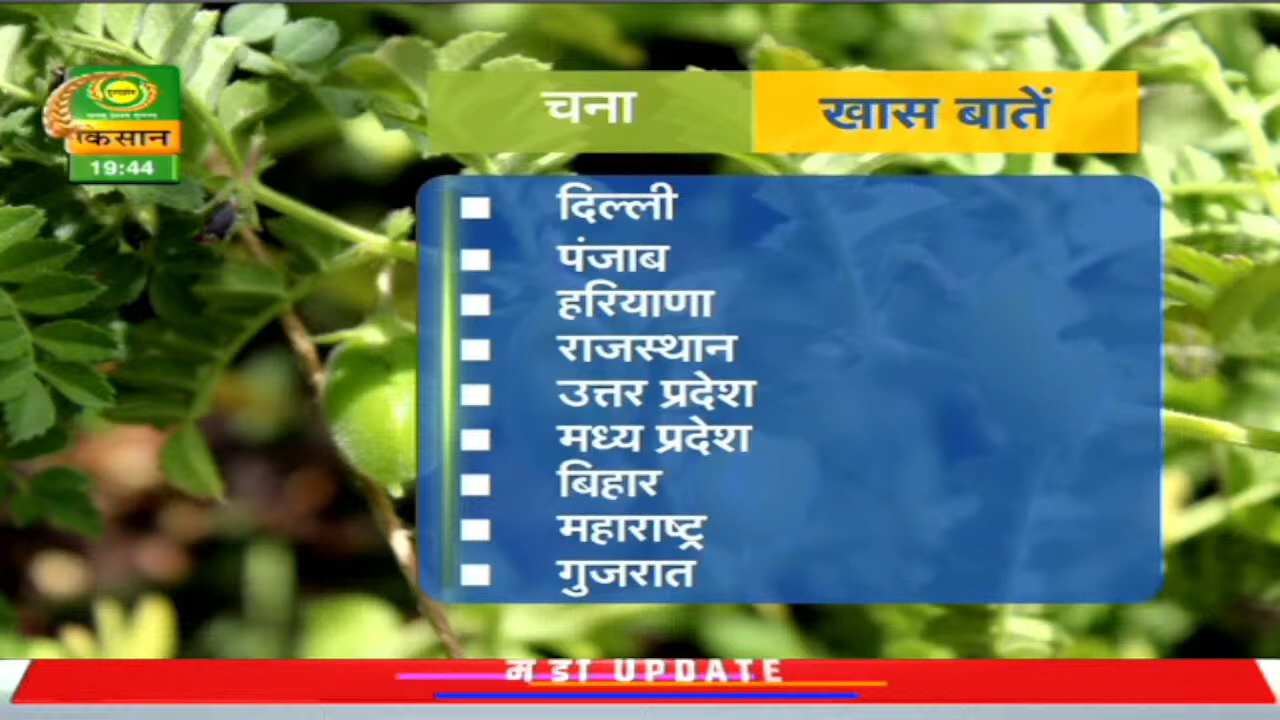 किसान
19:44
चना
खास बातें
दिल्ली
पंजाब
हरियाणा
राजस्थान
उत्तर प्रदेश
मध्य प्रदेश
बिहार
महाराष्ट्र
गुजरात
UPDATE